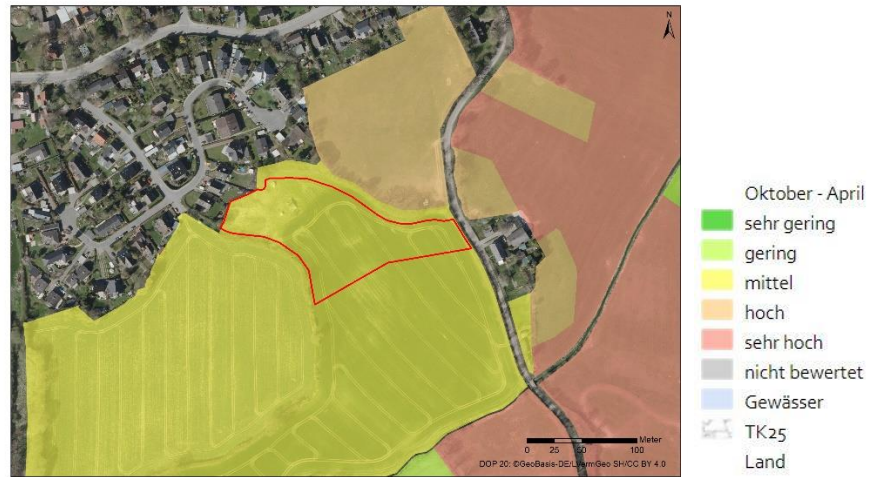 N
Meter
0 25 50 100
DOP 20: ©GeoBasis-DE/LVermGeo SH/CC BY 4.0
Oktober - April
sehr gering
gering
mittel
hoch
sehr hoch
nicht bewertet
Gewässer
TK25
Land